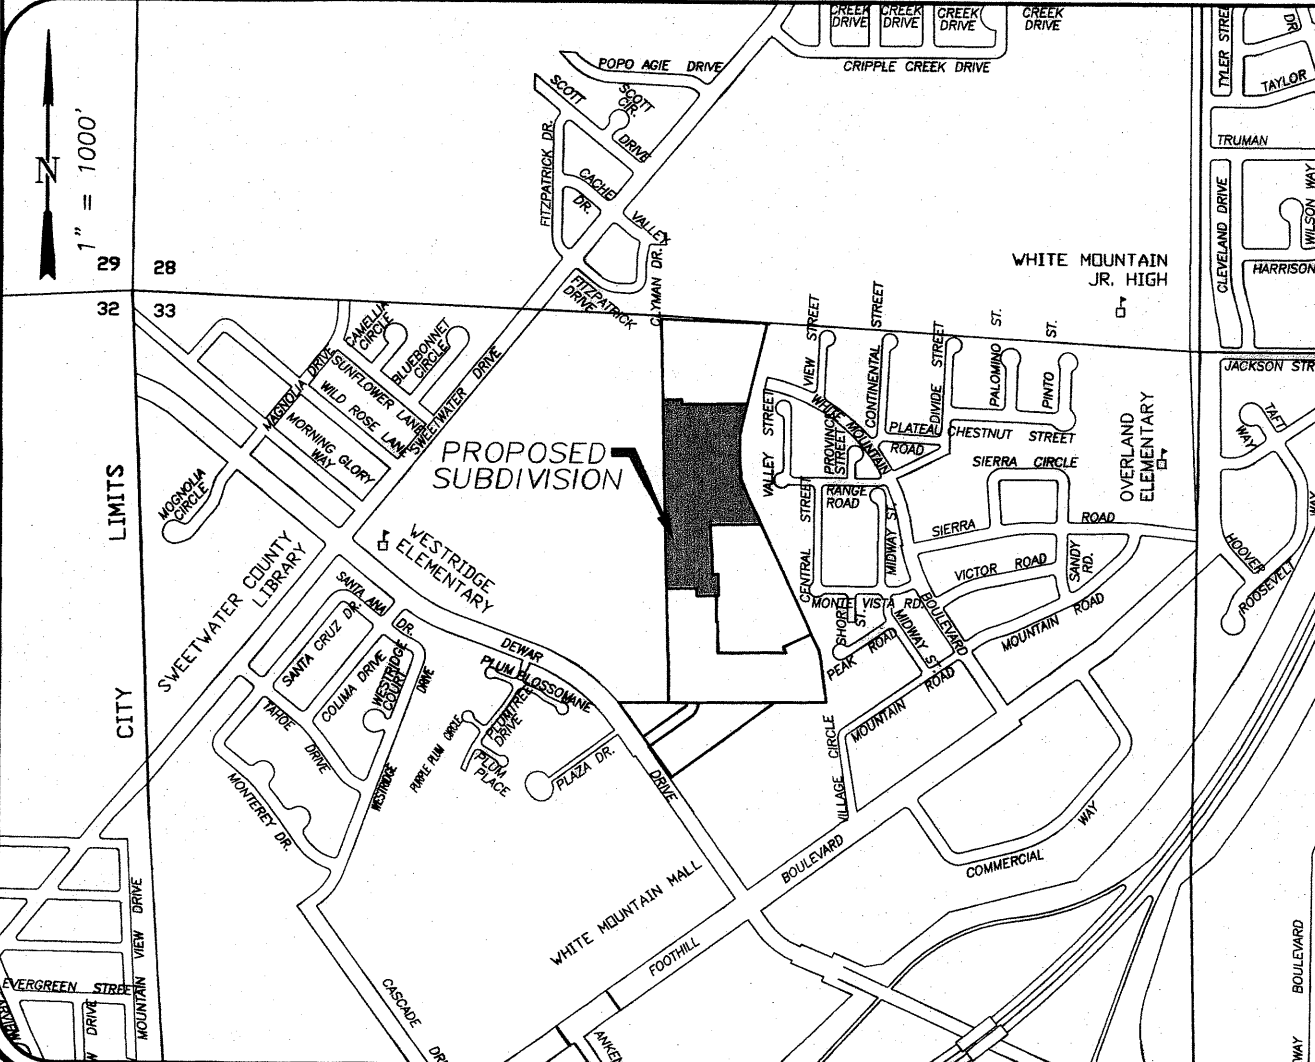 CREEK DRIVE
CREEK DRIVE
CREEK DRIVE
CREEK DRIVE
CRIPPLE CREEK DRIVE
TYLER STREE
DR
TAYLOR
TRUMAN
CLEVELAND DRIVE
WILSON WAY
HARRISON
JACKSON STR
N
1" = 1000'
29
28
32
33
POPO AGIE DRIVE
SCOTT
SCOTT CIR.
DRIVE
FITZPATRICK DR.
CACHE DR.
VALLEY
CLYMAN DR.
FITZPATRICK DRIVE
WHITE MOUNTAIN
JR. HIGH
CAMELLIA CIRCLE
BLUEBONNET CIRCLE
MAGNOLIA DRIVE
SUNFLOWER LANE
WILD ROSE LANE
MORNING GLORY WAY
SWEETWATER DRIVE
MOGNOLIA CIRCLE
PROPOSED
SUBDIVISION
VIEW STREET
CONTINENTAL STREET
DIVIDE STREET
PALOMINO ST.
PINTO ST.
VALLEY STREET
WHITE MOUNTAIN
PROVINCE STREET
PLATEAU
ROAD
CHESTNUT STREET
SIERRA CIRCLE
OVERLAND
ELEMENTARY
RANGE ROAD
CENTRAL STREET
MIDWAY ST.
SIERRA ROAD
VICTOR ROAD
SANDY RD.
MONTE VISTA RD.
SHORT ST.
BOULEVARD
MIDWAY ST.
PEAK ROAD
MOUNTAIN ROAD
MOUNTAIN ROAD
TAFT WAY
HOOVER
ROOSEVELT
WAY
CITY LIMITS
SWEETWATER COUNTY
LIBRARY
WESTRIDGE
ELEMENTARY
SANTA ANA DR.
SANTA CRUZ DR.
COLIMA DRIVE
WESTRIDGE COURT
WESTRIDGE DRIVE
TAHOE DRIVE
MONTEREY DR.
DEWAR DRIVE
PLUM BLOSSOM LANE
PLUMTREE DRIVE
PURPLE PLUM CIRCLE
PLUM PLACE
PLAZA DR.
VILLAGE CIRCLE
BOULEVARD
FOOTHILL
COMMERCIAL WAY
WHITE MOUNTAIN MALL
MOUNTAIN VIEW DRIVE
EVERGREEN STREET
W DRIVE
CASCADE DR
ANKEN
BOULEVARD
WAY